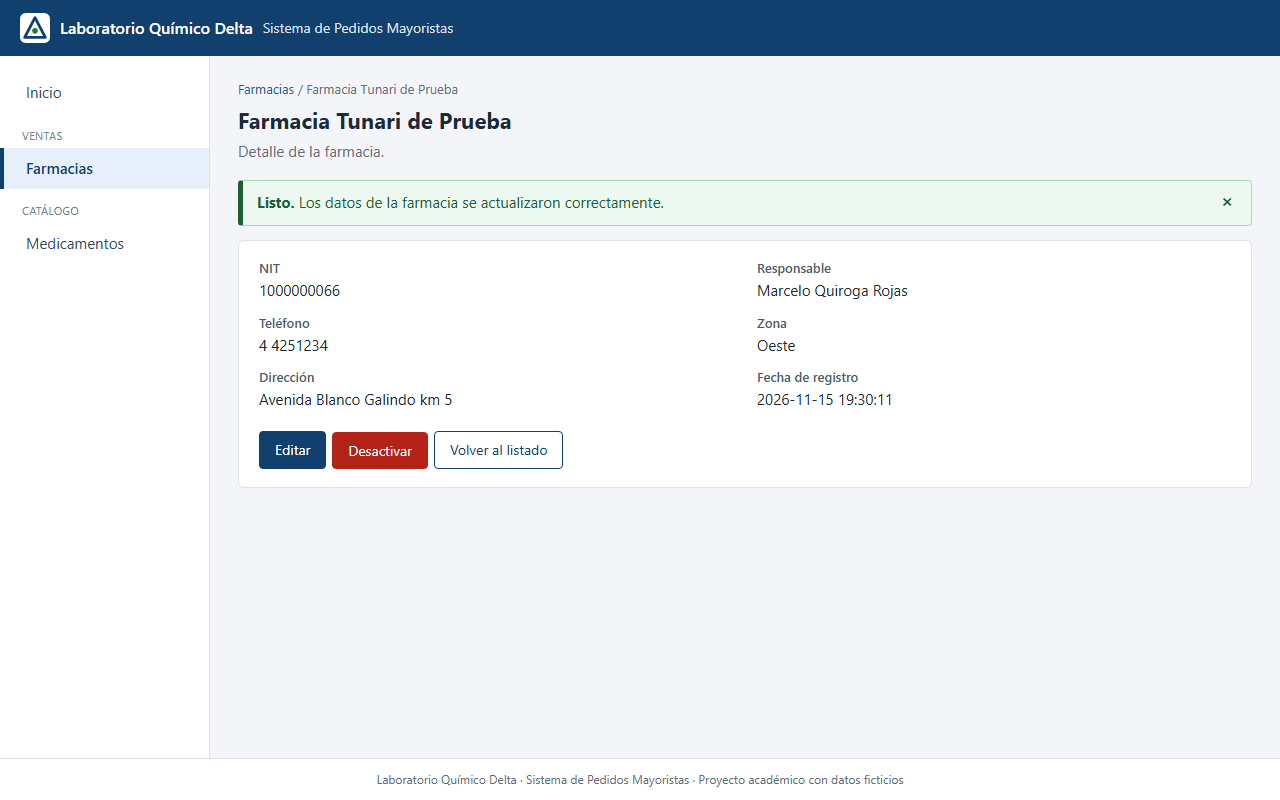 Laboratorio Químico Delta Sistema de Pedidos Mayoristas
Inicio
VENTAS
Farmacias
CATÁLOGO
Medicamentos
Farmacias / Farmacia Tunari de Prueba
Farmacia Tunari de Prueba
Detalle de la farmacia.
Listo. Los datos de la farmacia se actualizaron correctamente. ×
NIT
1000000066
Responsable
Marcelo Quiroga Rojas
Teléfono
4 4251234
Zona
Oeste
Dirección
Avenida Blanco Galindo km 5
Fecha de registro
2026-11-15 19:30:11
Editar Desactivar Volver al listado
Laboratorio Químico Delta · Sistema de Pedidos Mayoristas · Proyecto académico con datos ficticios